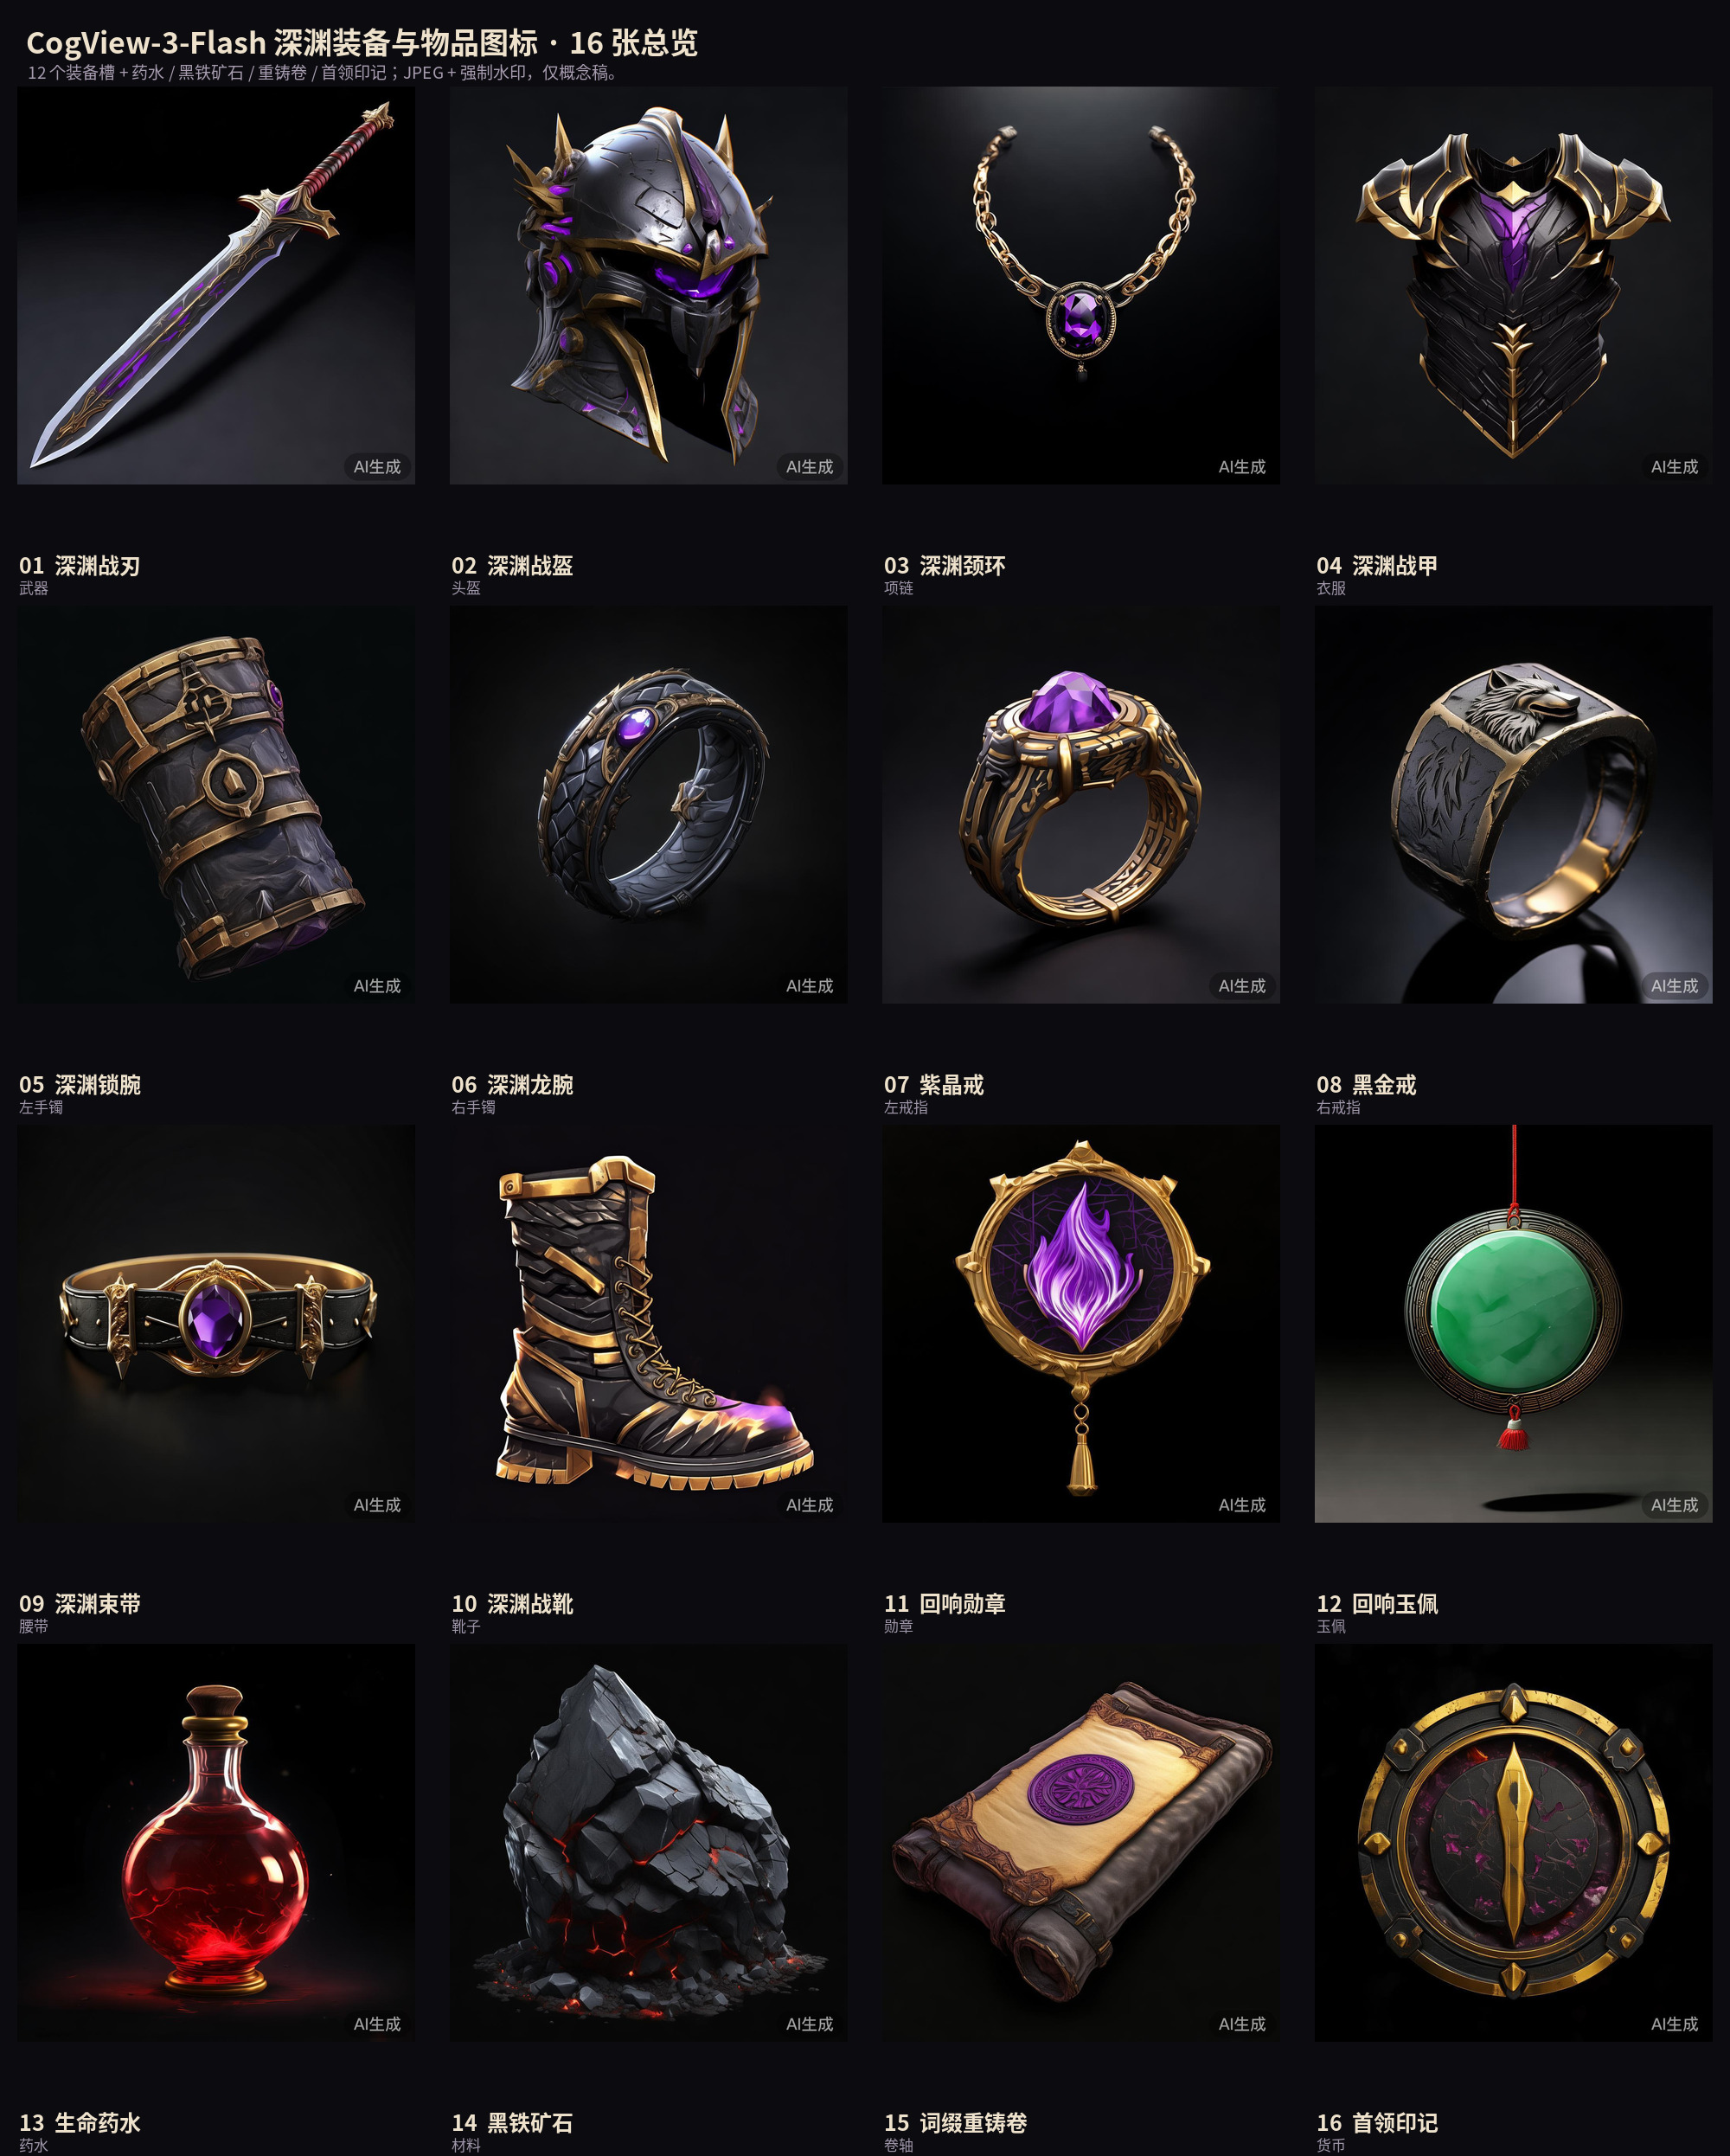 CogView-3-Flash 深渊装备与物品图标 · 16 张总览
12 个装备槽 + 药水 / 黑铁矿石 / 重铸卷 / 首领印记；JPEG + 强制水印，仅概念稿。
AI生成
AI生成
AI生成
AI生成
01 深渊战刃
武器
02 深渊战盔
头盔
03 深渊颈环
项链
04 深渊战甲
衣服
AI生成
AI生成
AI生成
AI生成
05 深渊锁腕
左手镯
06 深渊龙腕
右手镯
07 紫晶戒
左戒指
08 黑金戒
右戒指
AI生成
AI生成
AI生成
AI生成
09 深渊束带
腰带
10 深渊战靴
靴子
11 回响勋章
勋章
12 回响玉佩
玉佩
AI生成
AI生成
AI生成
AI生成
13 生命药水
药水
14 黑铁矿石
材料
15 词缀重铸卷
卷轴
16 首领印记
货币